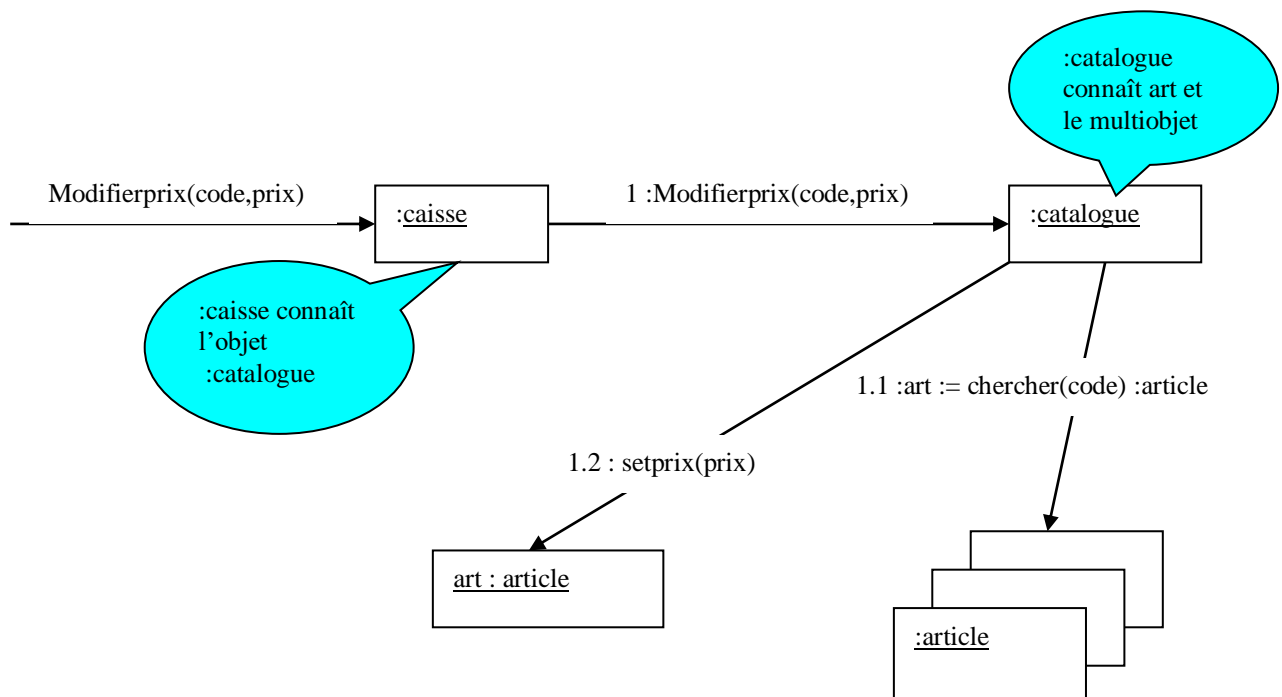 :catalogue
connaît art et
le multiobjet
Modifierprix(code,prix)
:caisse
1 :Modifierprix(code,prix)
:catalogue
:caisse connaît
l’objet
:catalogue
1.1 :art := chercher(code) :article
1.2 : setprix(prix)
art : article
:article